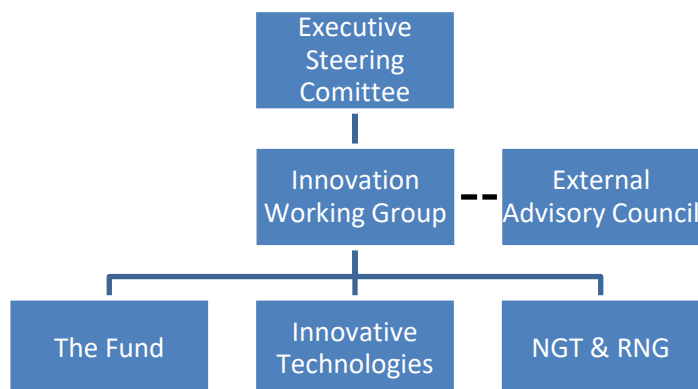 Executive
Steering
Comittee
Innovation
Working Group
External
Advisory Council
The Fund
Innovative
Technologies
NGT & RNG